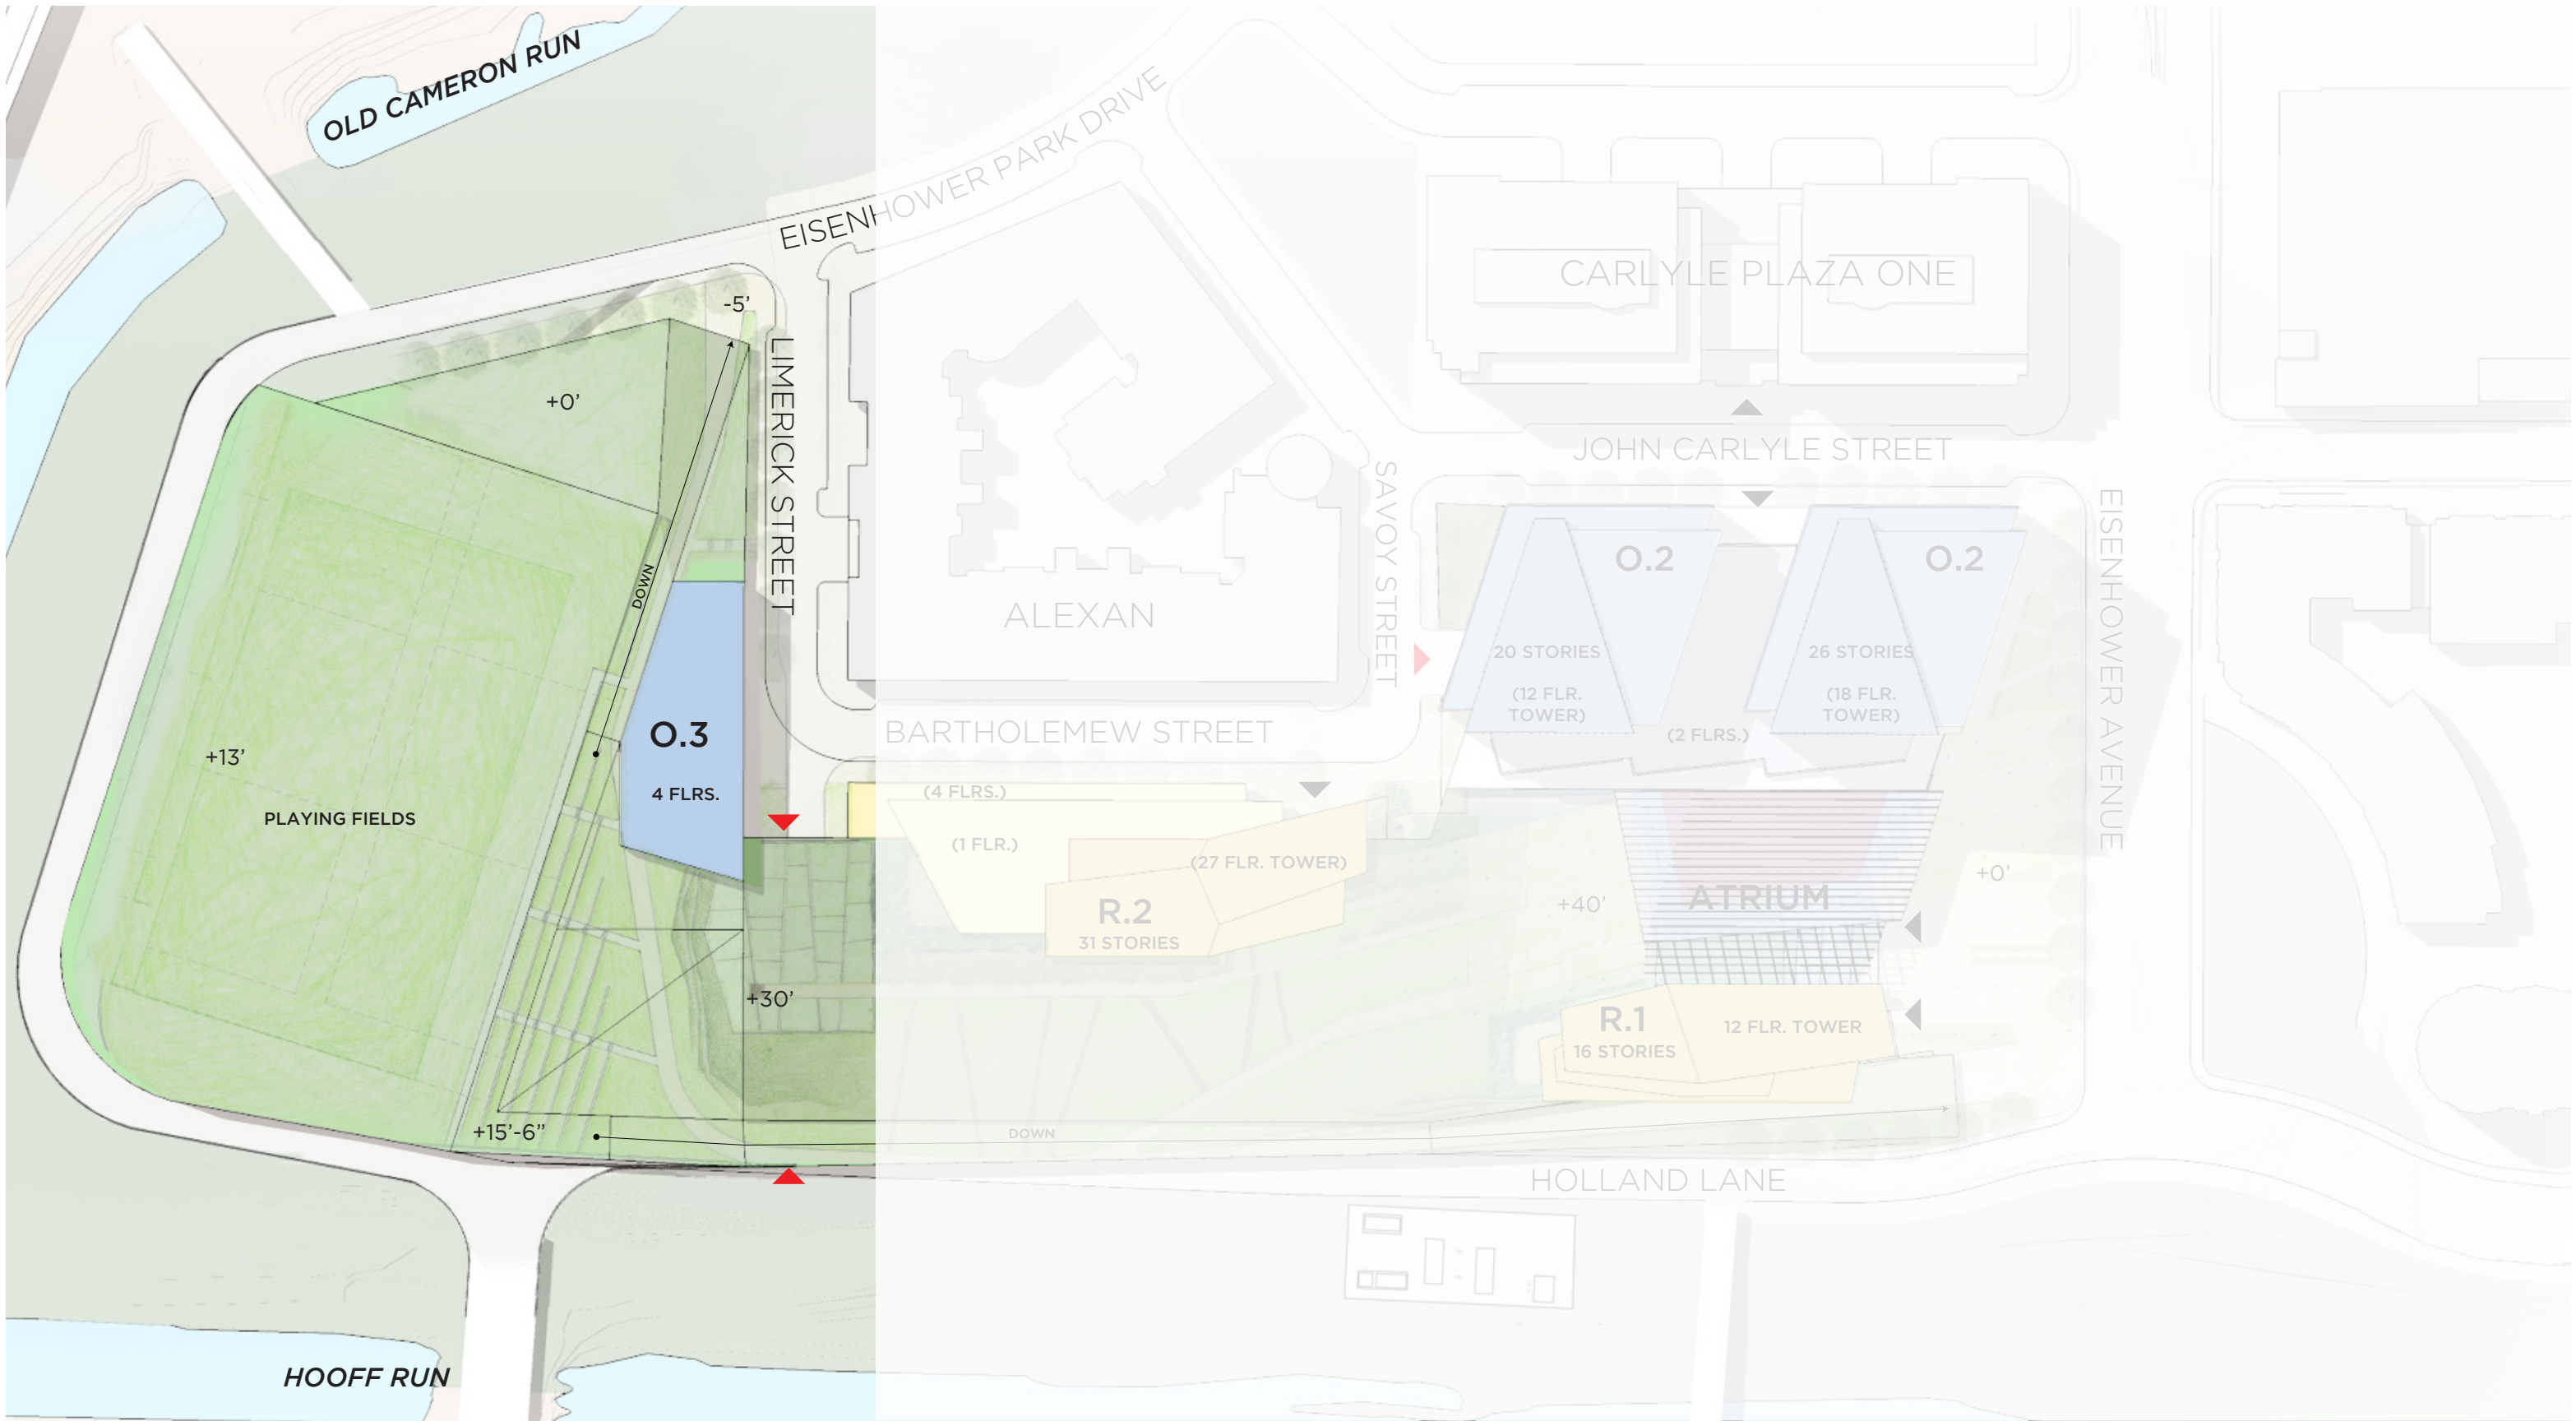 OLD CAMERON RUN
EISENHOWER PARK DRIVE
CARLYLE PLAZA ONE
-5’
LIMERICK STREET
+0’
JOHN CARLYLE STREET
SAVOY STREET
EISENHOWER AVENUE
O.2
O.2
DOWN
ALEXAN
20 STORIES
(12 FLR.
TOWER)
26 STORIES
(18 FLR.
TOWER)
(2 FLRS.)
BARTHOLEMEW STREET
O.3
4 FLRS.
+13’
PLAYING FIELDS
(4 FLRS.)
(1 FLR.)
(27 FLR. TOWER)
R.2
31 STORIES
+40’
ATRIUM
+0’
+30’
R.1
16 STORIES
12 FLR. TOWER
+15’-6”
DOWN
HOLLAND LANE
HOOFF RUN